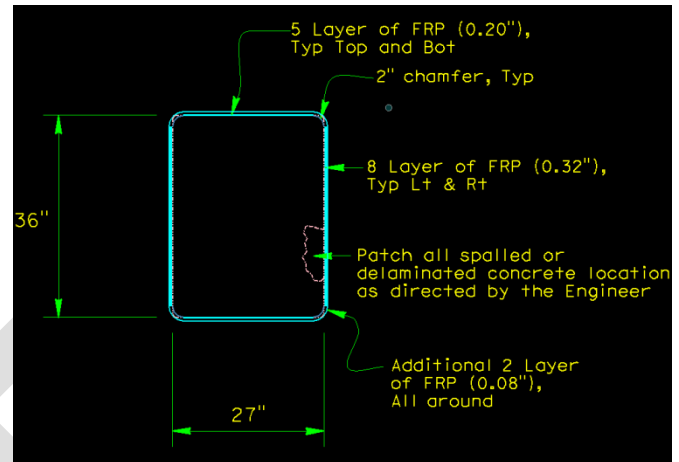 5 Layer of FRP (0.20"),
Typ Top and Bot
2" chamfer, Typ
8 Layer of FRP (0.32"),
Typ Lt & Rt
36"
Patch all spalled or
delaminated concrete location
as directed by the Engineer
Additional 2 Layer
of FRP (0.08"),
All around
27"